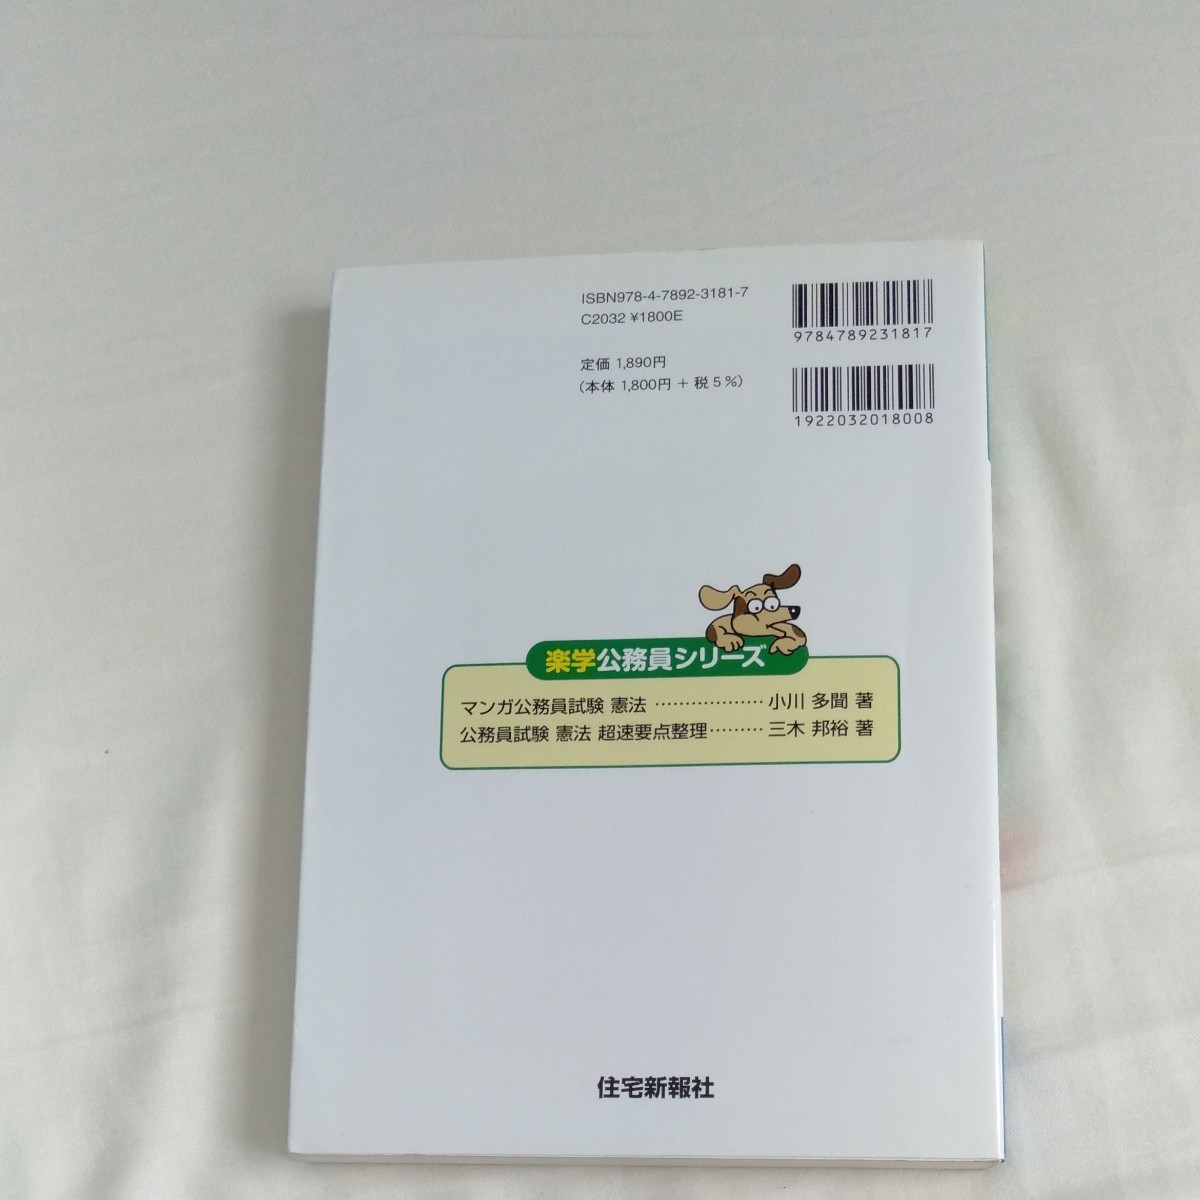 ISBN978-4-7892-3181-7
C2032 ¥1800E
9784789231817
定価 1,890円
(本体 1,800円 + 税5%)
1922032018008
楽学公務員シリーズ
マンガ公務員試験 憲法 ……………… 小川 多聞 著
公務員試験 憲法 超速要点整理……… 三木 邦裕 著
住宅新報社